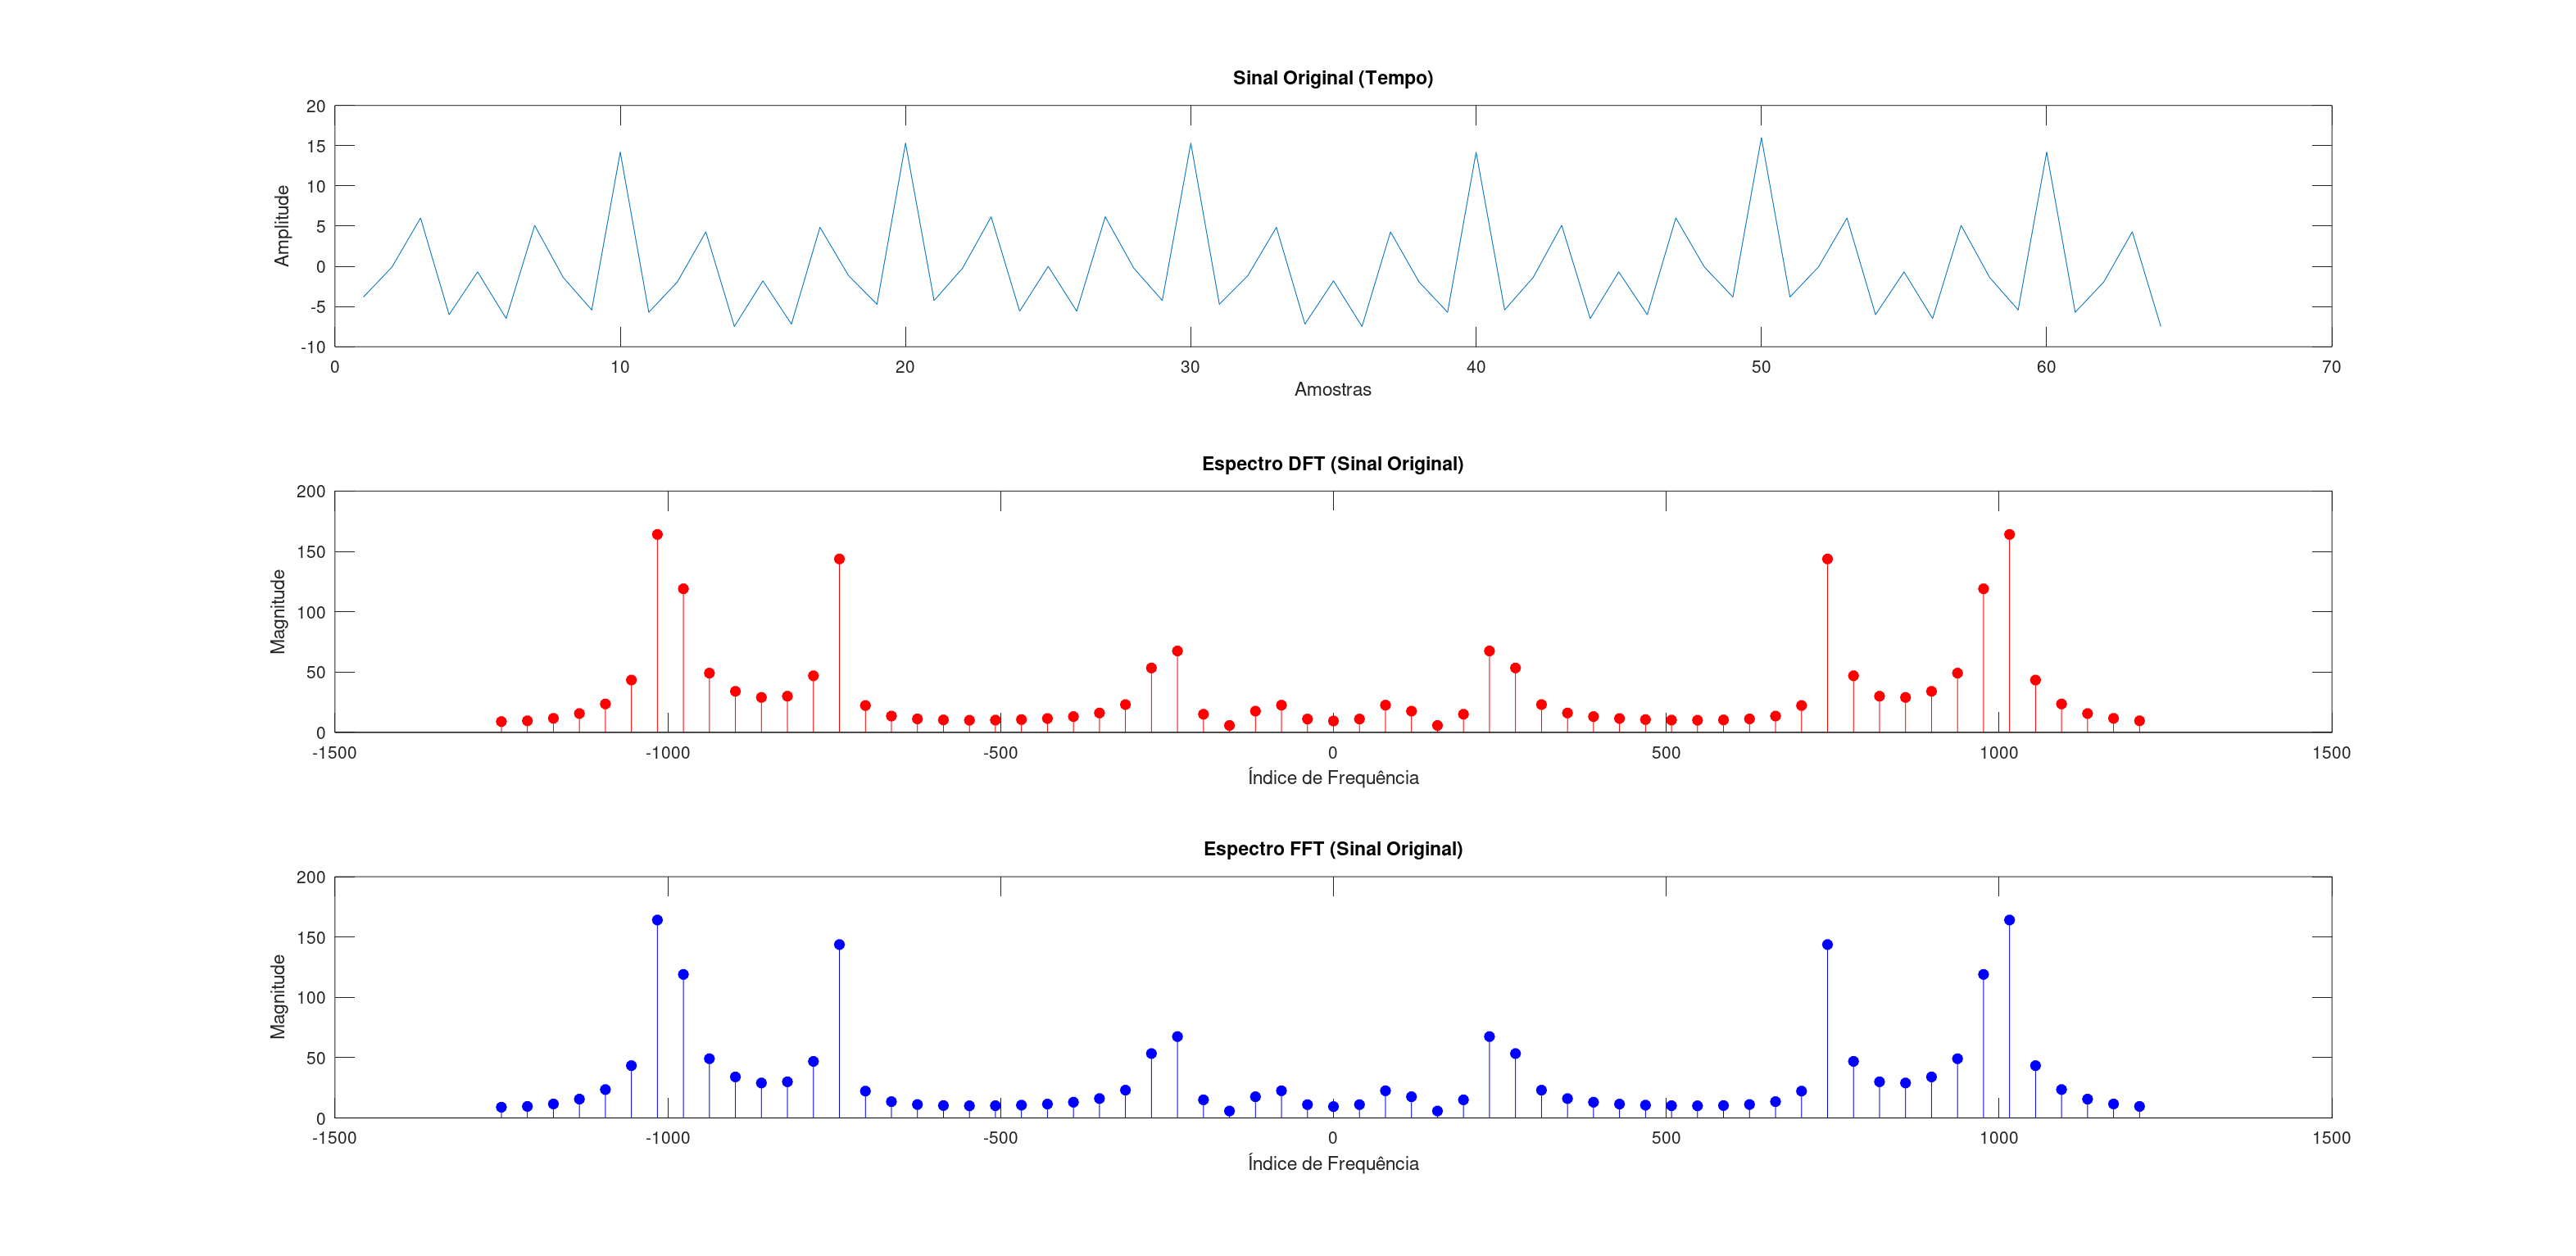 Sinal Original (Tempo)
20
15
10
5
0
-5
-10
Amplitude
0 10 20 30 40 50 60 70
Amostras
Espectro DFT (Sinal Original)
200
150
100
50
0
Magnitude
-1500 -1000 -500 0 500 1000 1500
Índice de Frequência
Espectro FFT (Sinal Original)
200
150
100
50
0
Magnitude
-1500 -1000 -500 0 500 1000 1500
Índice de Frequência